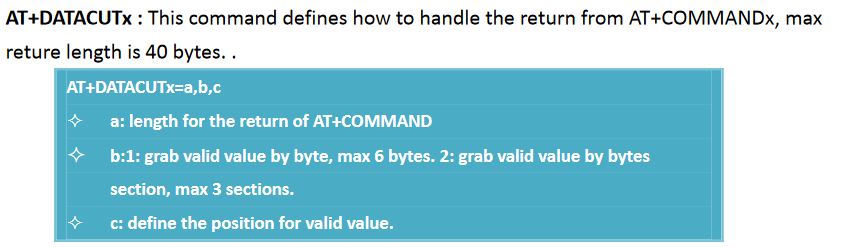 AT+DATACUTx : This command defines how to handle the return from AT+COMMANDx, max
reture length is 40 bytes. .
AT+DATACUTx=a,b,c
✧ a: length for the return of AT+COMMAND
✧ b:1: grab valid value by byte, max 6 bytes. 2: grab valid value by bytes
section, max 3 sections.
✧ c: define the position for valid value.